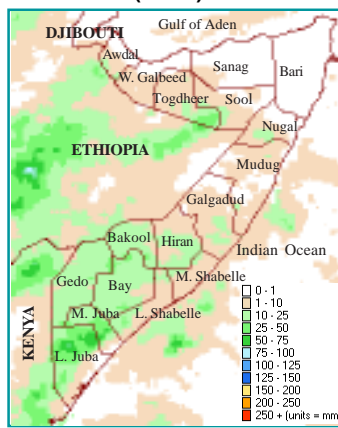 Gulf of Aden
DJIBOUTI
Awdal
Sanag
Bari
W. Galbeed
Togdheer
Sool
Nugal
ETHIOPIA
Mudug
Galgadud
Bakool
Hiran
Indian Ocean
Gedo
Bay
M. Shabelle
M. Juba
L. Shabelle
KENYA
L. Juba
0 - 1
1 - 10
10 - 25
25 - 50
50 - 75
75 - 100
100 - 125
125 - 150
150 - 200
200 - 250
250 + (units = mm